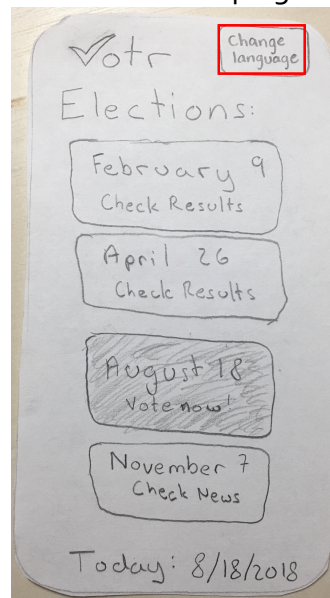 Votr
Change
language
Elections:
February 9
Check Results
April 26
Check Results
August 18
Vote now!
November 7
Check News
Today: 8/18/2018